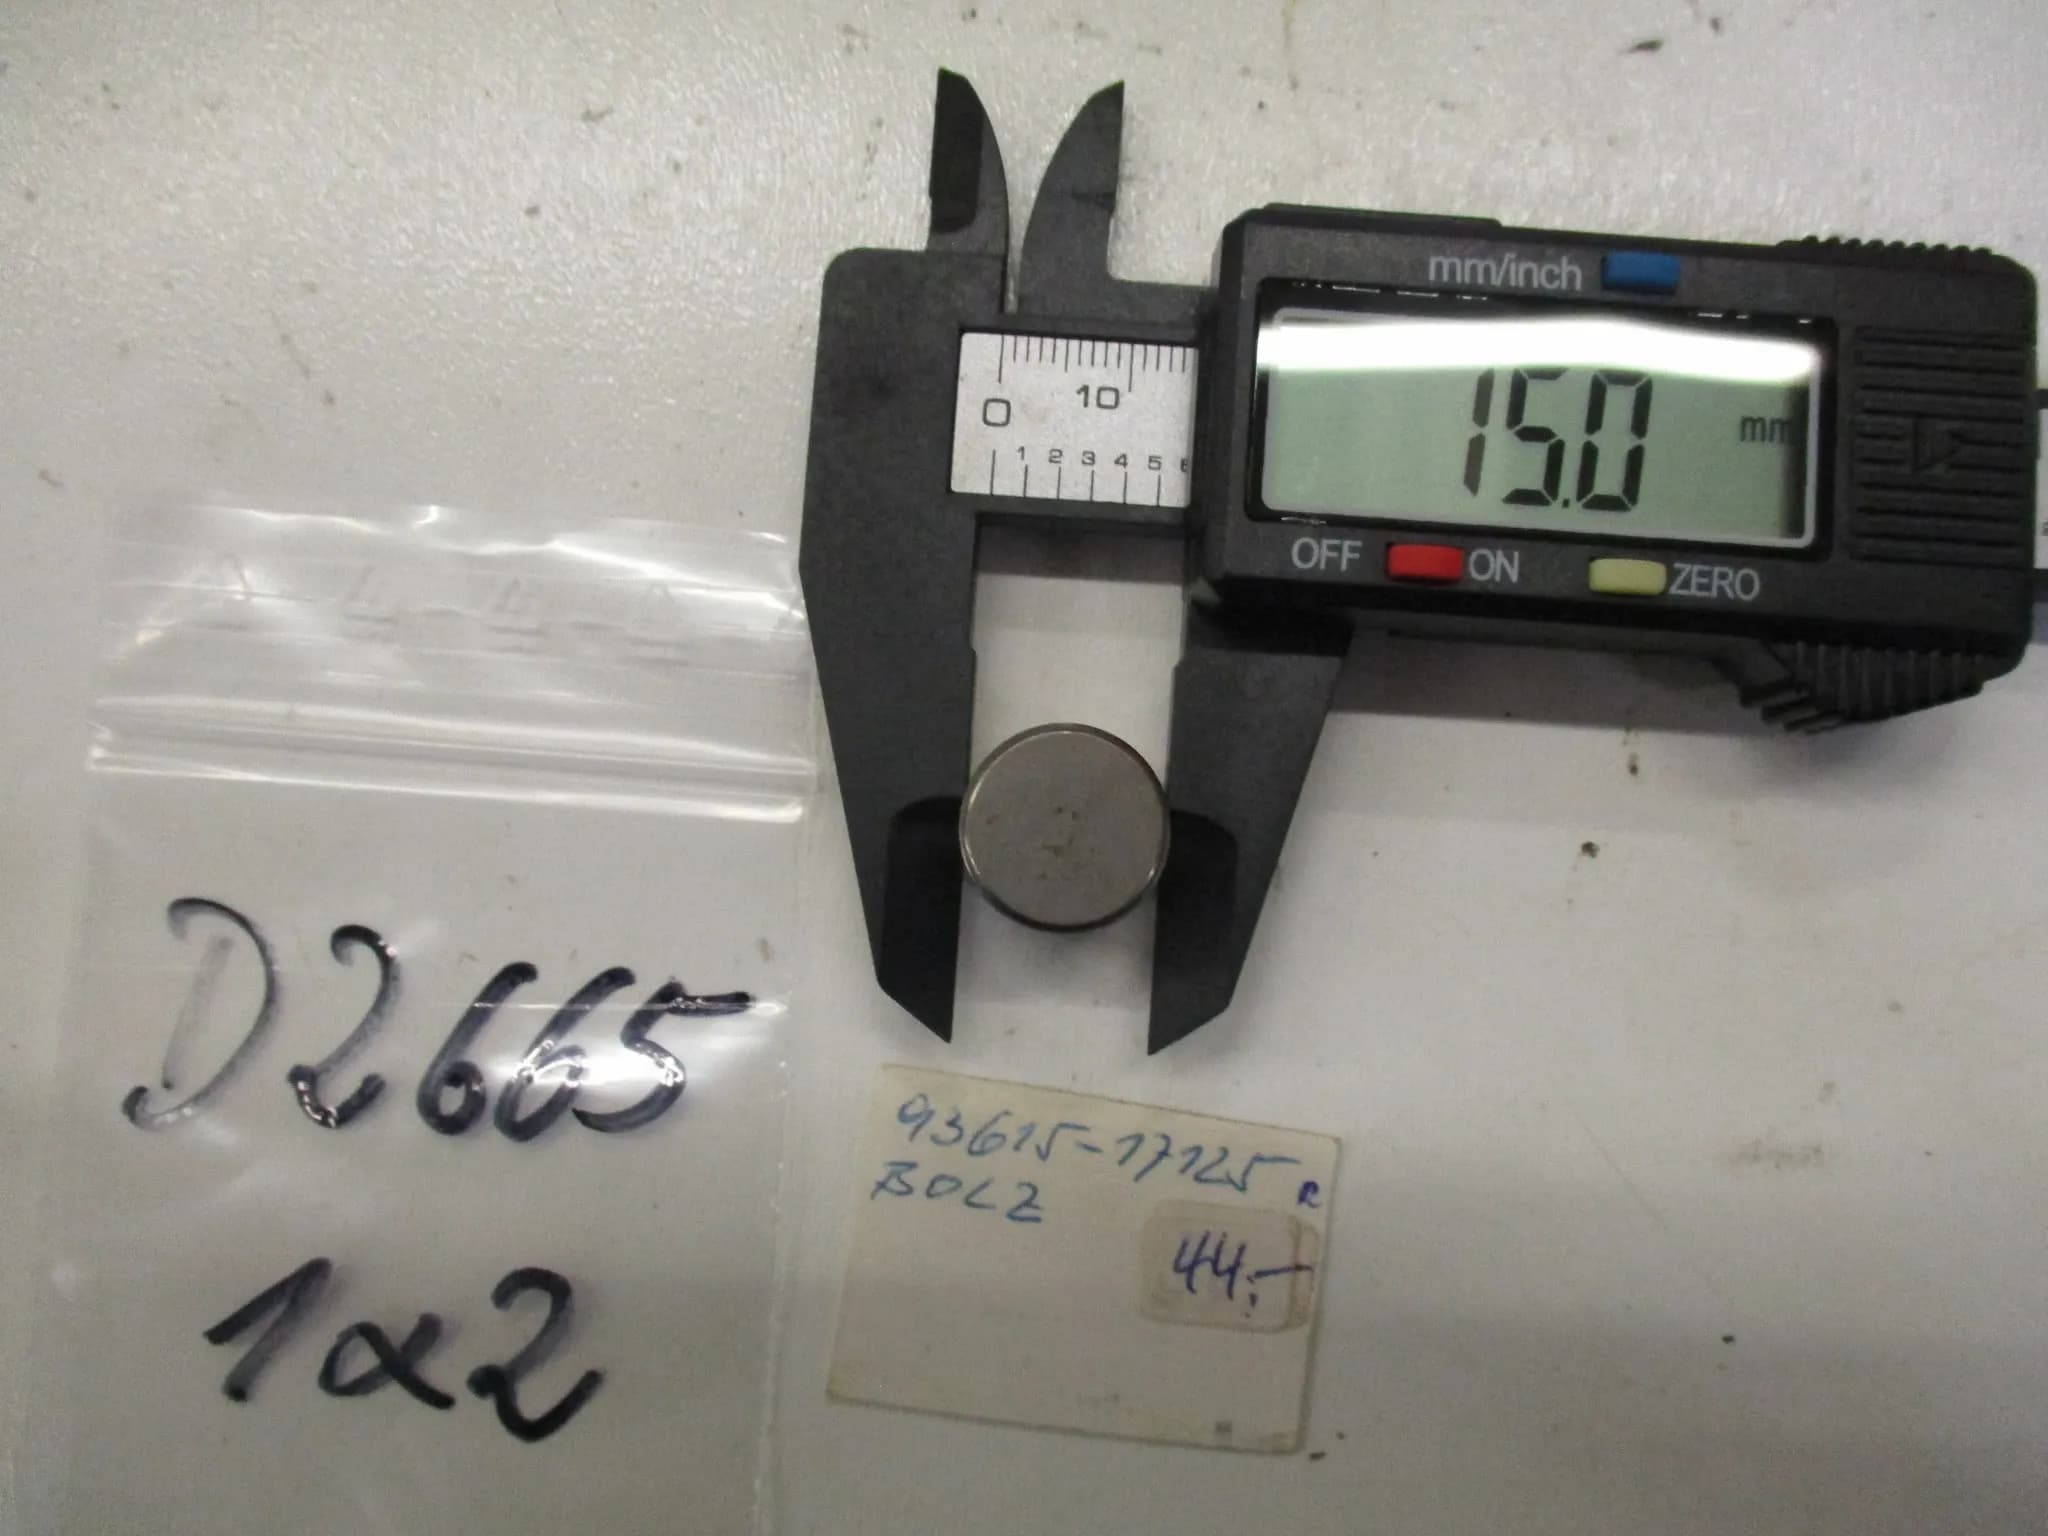 mm/inch
0 10
1 2 3 4 5 6
15.0 mm
OFF ON ZERO
D2665
1x2
93615-17125 R
BOLZ
44.-